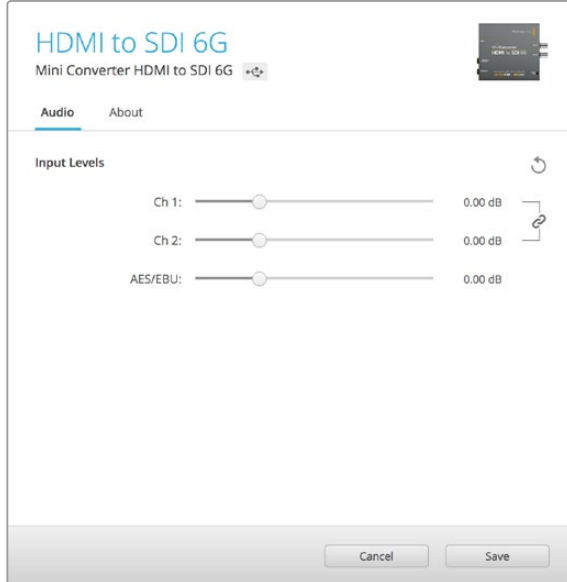 HDMI to SDI 6G
Mini Converter HDMI to SDI 6G
Audio About
Input Levels
Ch 1: 0.00 dB
Ch 2: 0.00 dB
AES/EBU: 0.00 dB
Cancel Save